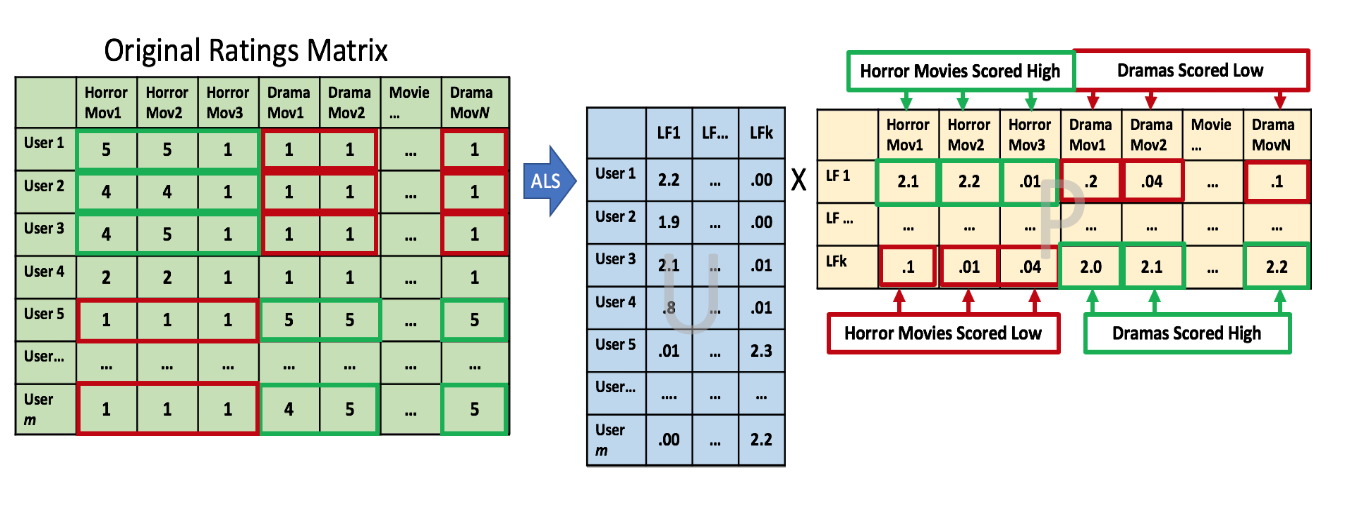 Original Ratings Matrix
Horror Mov1 Horror Mov2 Horror Mov3 Drama Mov1 Drama Mov2 Movie ... Drama MovN
User 1 5 5 1 1 1 ... 1
User 2 4 4 1 1 1 ... 1
User 3 4 5 1 1 1 ... 1
User 4 2 2 1 1 1 ... 1
User 5 1 1 1 5 5 ... 5
User... ... ... ... ... ... ... ...
User m 1 1 1 4 5 ... 5
ALS
LF1 LF... LFk
User 1 2.2 ... .00
User 2 1.9 ... .00
User 3 2.1 ... .01
User 4 .8 ... .01
User 5 .01 ... 2.3
User... .... ... ...
User m .00 ... 2.2
U
X
Horror Movies Scored High Dramas Scored Low
Horror Mov1 Horror Mov2 Horror Mov3 Drama Mov1 Drama Mov2 Movie ... Drama MovN
LF 1 2.1 2.2 .01 .2 .04 ... .1
LF ... ... ... ... ... ... ... ...
LFk .1 .01 .04 2.0 2.1 ... 2.2
P
Horror Movies Scored Low Dramas Scored High